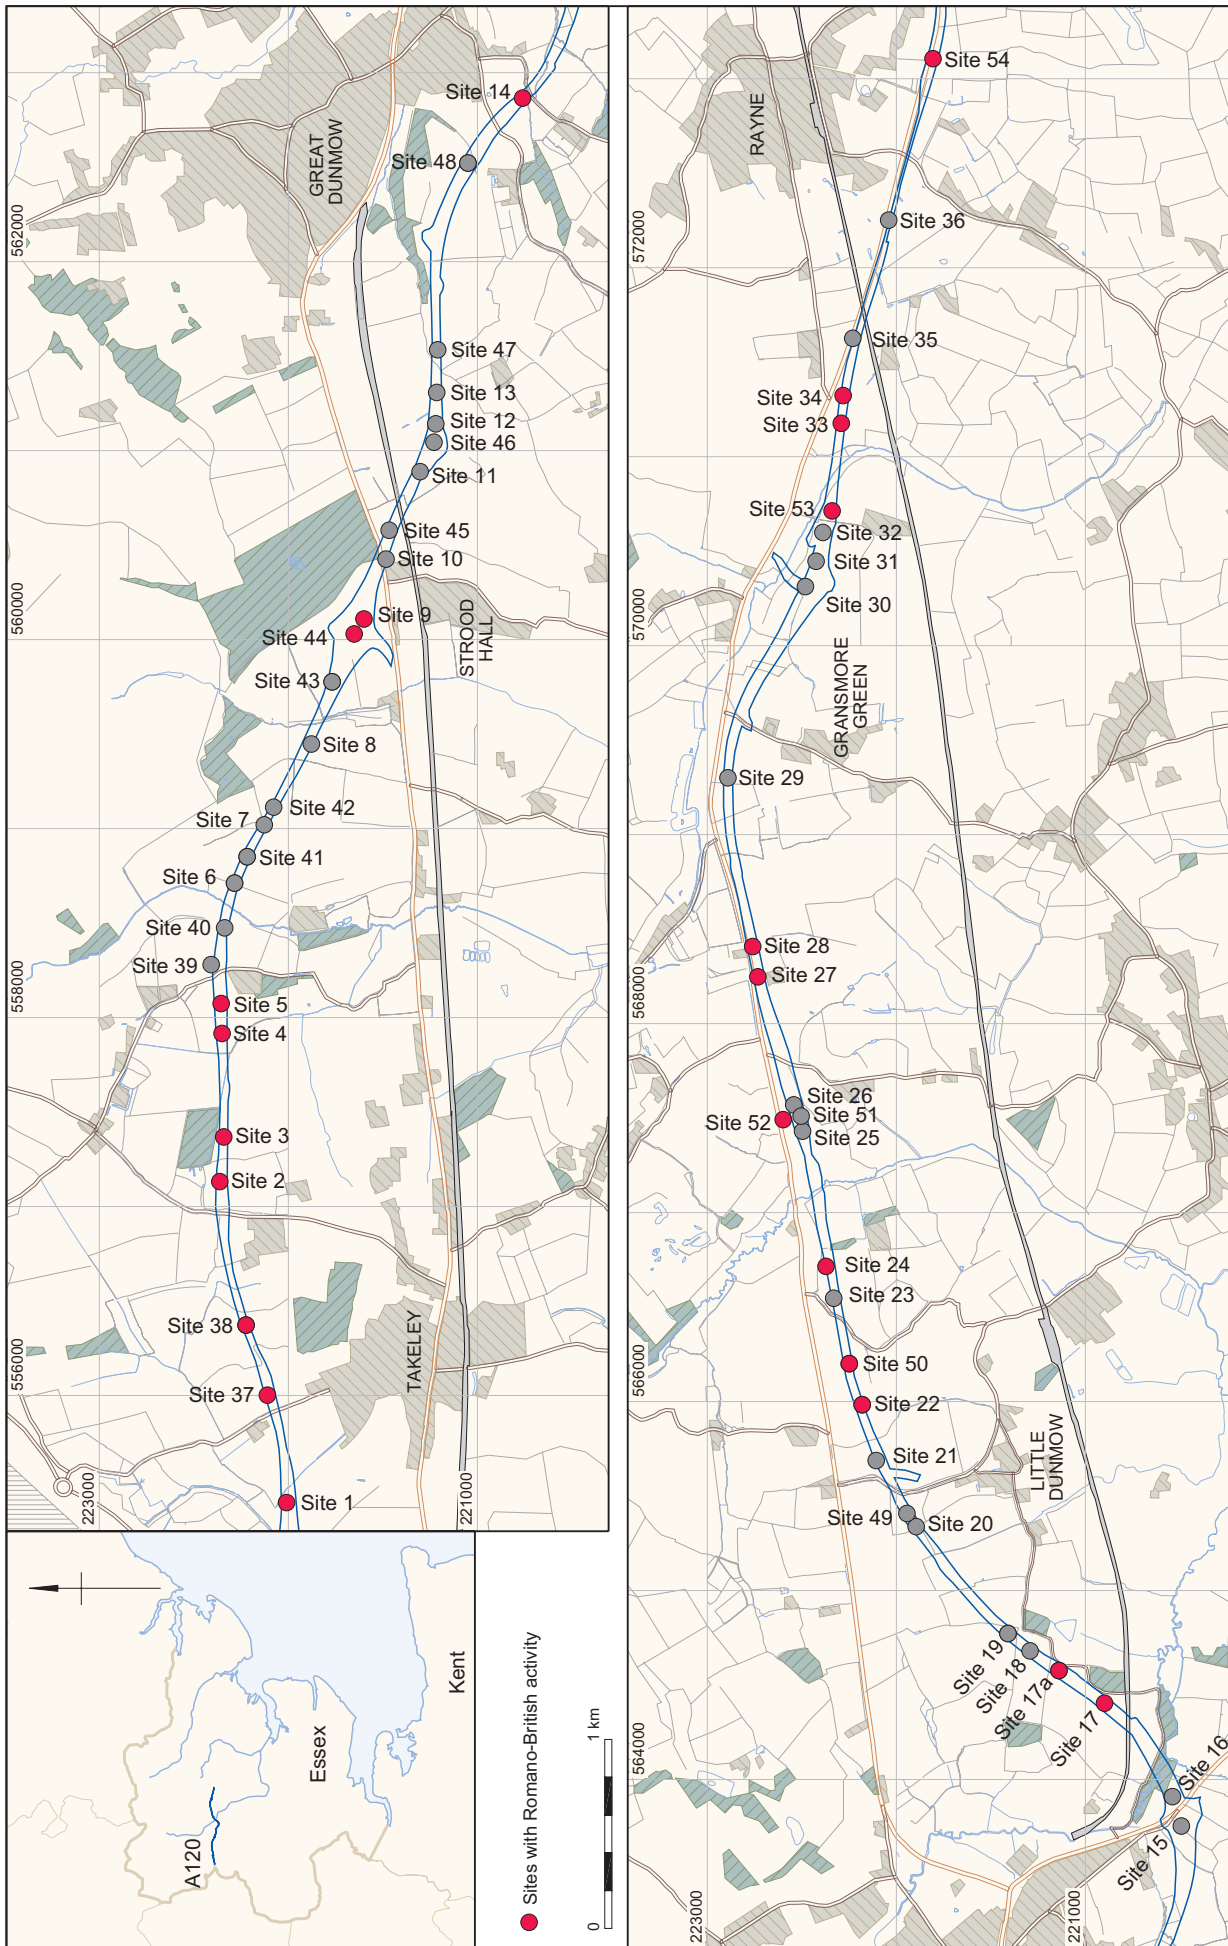 Site 14
GREAT
DUNMOW
Site 48
562000
Site 47
Site 13
Site 12
Site 46
Site 11
Site 45
Site 10
560000
Site 9
Site 44
STROOD
HALL
Site 43
Site 8
Site 42
Site 7
Site 41
Site 6
Site 40
Site 39
558000
Site 5
Site 4
Site 3
Site 2
Site 38
TAKELEY
556000
Site 37
223000
221000
Site 1
A120
Essex
Kent
Sites with Romano-British activity
0
1 km
Site 54
RAYNE
572000
Site 36
Site 35
Site 34
Site 33
Site 53
Site 32
Site 31
Site 30
570000
GRANSMORE
GREEN
Site 29
Site 28
Site 27
568000
Site 26
Site 51
Site 52
Site 25
Site 24
Site 23
Site 50
566000
Site 22
Site 21
LITTLE
DUNMOW
Site 49
Site 20
Site 19
Site 18
Site 17a
Site 17
564000
Site 16
Site 15
223000
221000